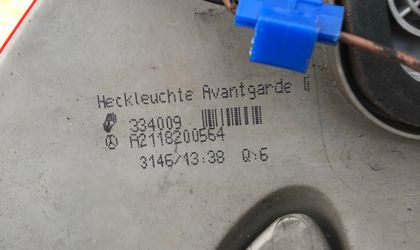 Heckleuchte Avantgarde
334009
A2118200564
3146/13:38 Q:6